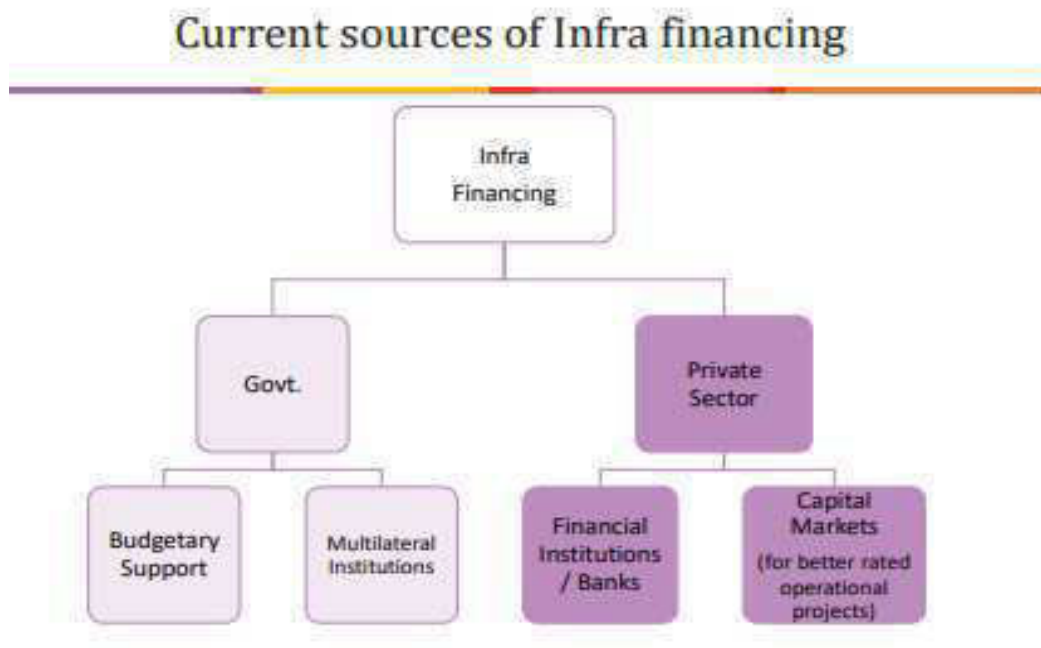 Current sources of Infra financing
Infra
Financing
Govt.
Private
Sector
Budgetary
Support
Multilateral
Institutions
Financial
Institutions
/ Banks
Capital
Markets
(for better rated
operational
projects)